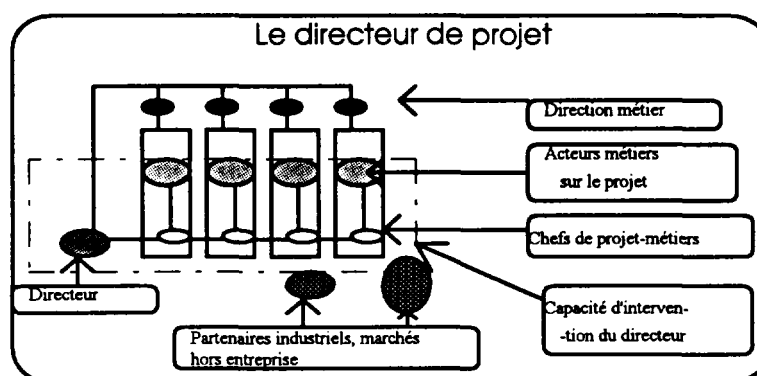 Le directeur de projet
Direction métier
Acteurs métiers
sur le projet
Chefs de projet-métiers
Directeur
Capacité d'interven-
-tion du directeur
Partenaires industriels, marchés
hors entreprise